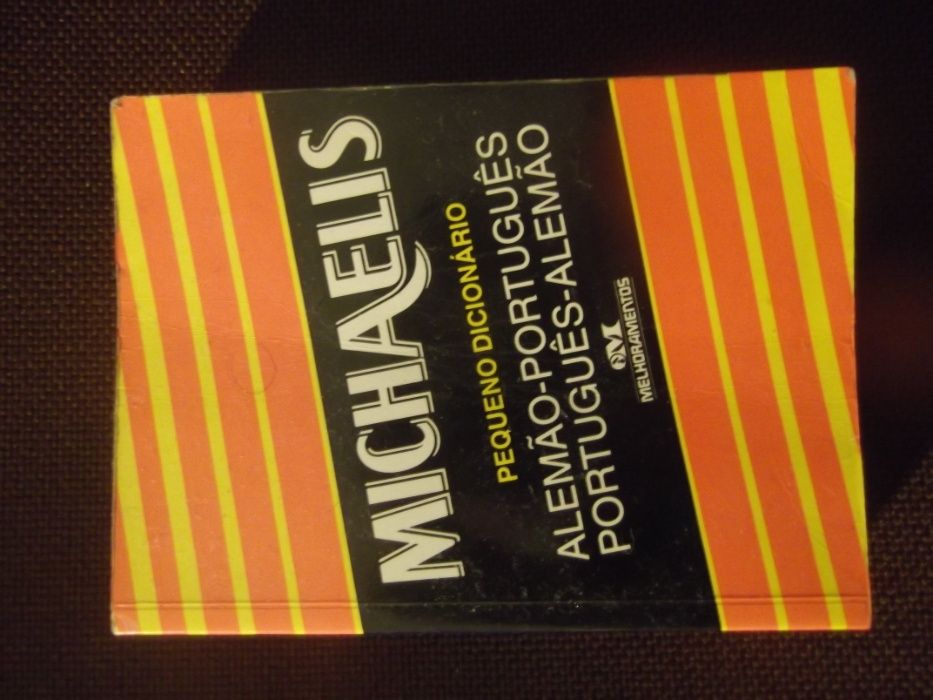 MICHAELIS
PEQUENO DICIONÁRIO
ALEMÃO-PORTUGUÊS
PORTUGUÊS-ALEMÃO
MELHORAMENTOS